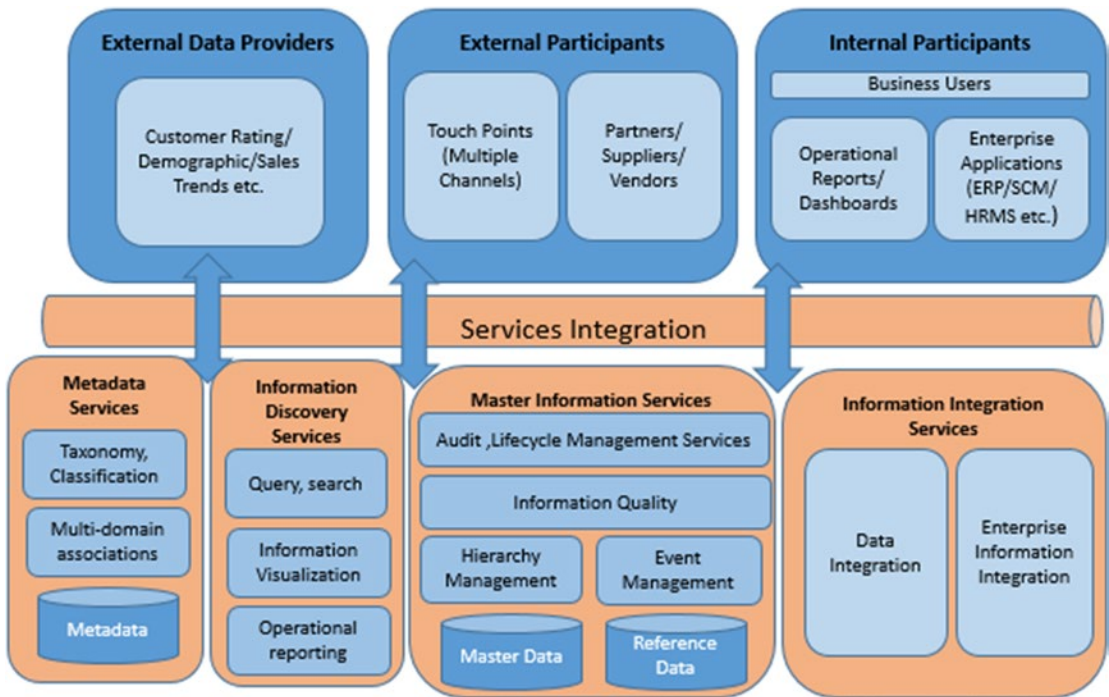 External Data Providers
Customer Rating/
Demographic/Sales
Trends etc.
External Participants
Touch Points
(Multiple
Channels)
Partners/
Suppliers/
Vendors
Internal Participants
Business Users
Operational
Reports/
Dashboards
Enterprise
Applications
(ERP/SCM/
HRMS etc.)
Services Integration
Metadata
Services
Taxonomy,
Classification
Multi-domain
associations
Metadata
Information
Discovery
Services
Query, search
Information
Visualization
Operational
reporting
Master Information Services
Audit ,Lifecycle Management Services
Information Quality
Hierarchy
Management
Event
Management
Master Data
Reference
Data
Information Integration
Services
Data
Integration
Enterprise
Information
Integration